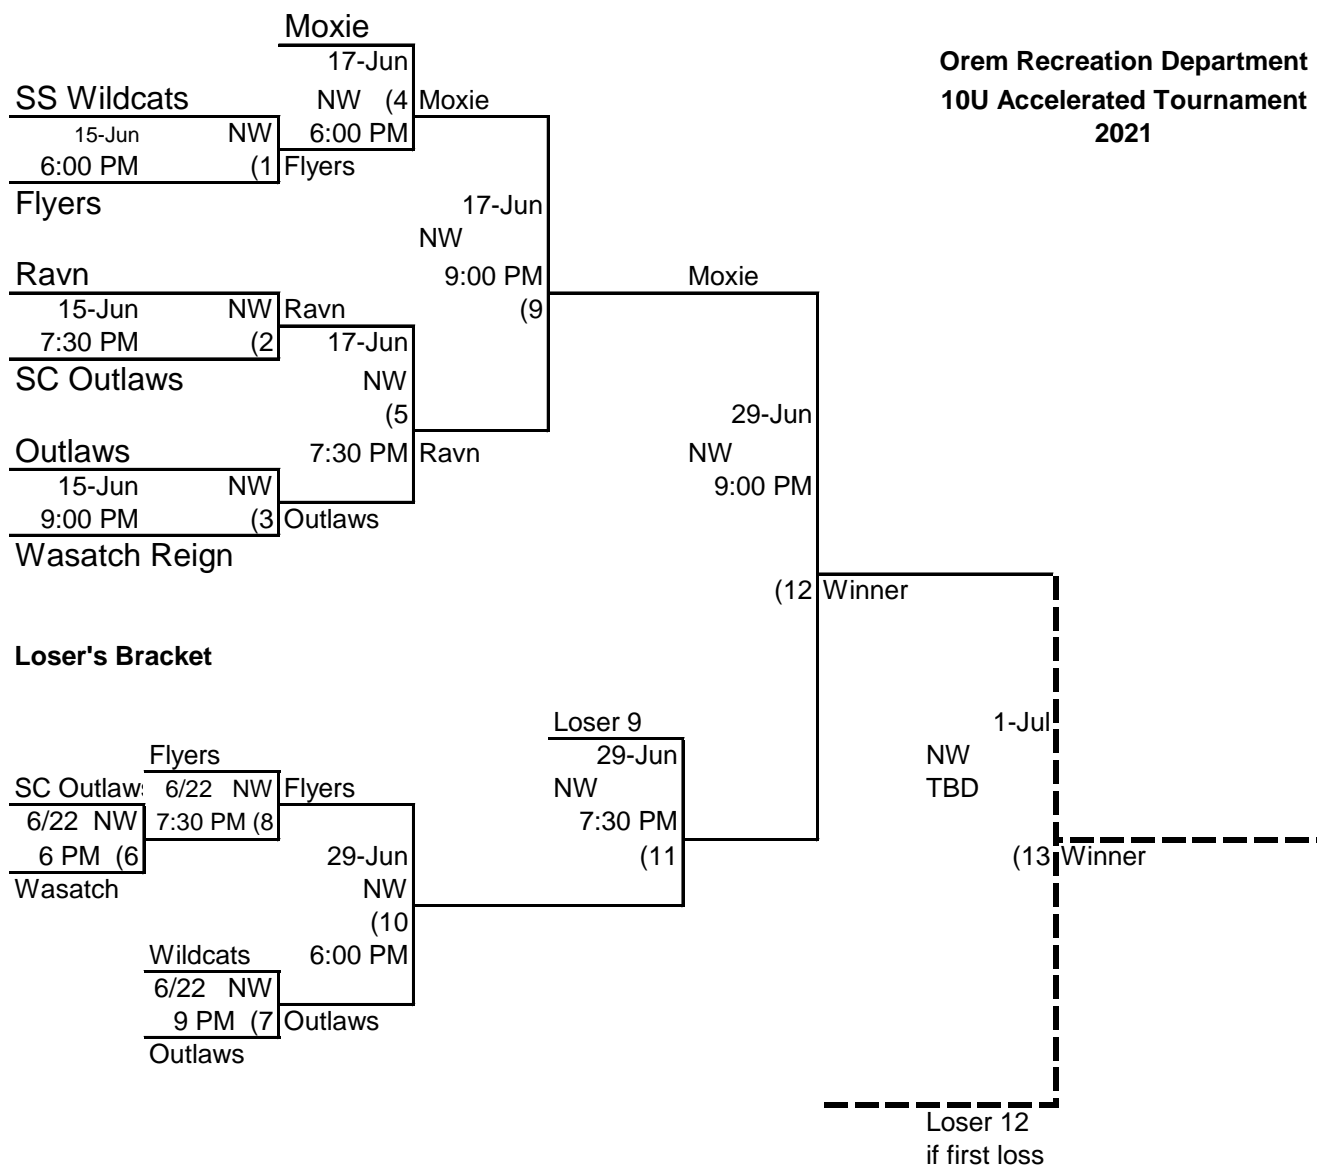 Moxie
Orem Recreation Department
10U Accelerated Tournament
2021
17-Jun
SS Wildcats
NW (4
Moxie
15-Jun NW
6:00 PM
6:00 PM (1
Flyers
Flyers
17-Jun
NW
Ravn
9:00 PM
Moxie
15-Jun NW
Ravn
(9
7:30 PM (2
17-Jun
SC Outlaws
NW
(5
29-Jun
Outlaws
7:30 PM
Ravn
NW
15-Jun NW
9:00 PM
9:00 PM (3
Outlaws
Wasatch Reign
(12
Winner
Loser's Bracket
Loser 9
1-Jul
Flyers
29-Jun
NW
SC Outlaws
6/22 NW
Flyers
NW
TBD
6/22 NW
7:30 PM (8
7:30 PM
6 PM (6
29-Jun
(11
(13
Winner
Wasatch
NW
(10
Wildcats
6:00 PM
6/22 NW
9 PM (7
Outlaws
Outlaws
Loser 12
if first loss